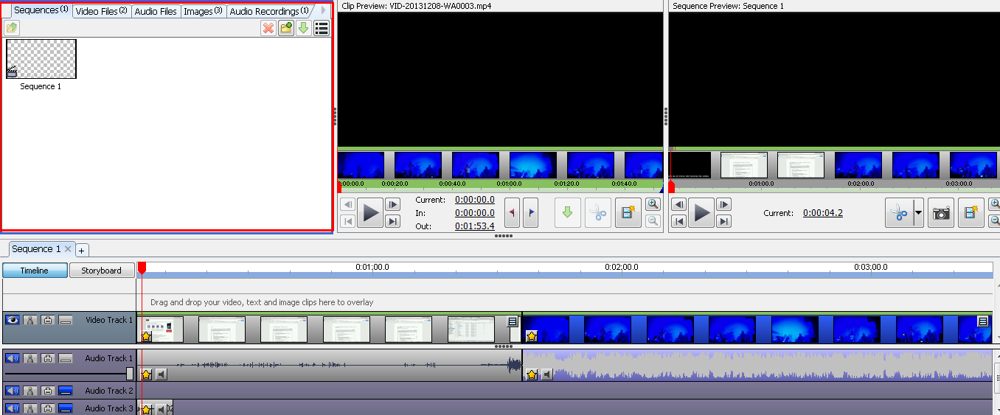 Sequences (1) Video Files (2) Audio Files Images (3) Audio Recordings (1)
Sequence 1
Clip Preview: VID-20131208-WA0003.mp4
0:00:00.0 0:00:20.0 0:00:40.0 0:01:00.0 0:01:20.0 0:01:40.0
Current: 0:00:00.0
In: 0:00:00.0
Out: 0:01:53.4
Sequence Preview: Sequence 1
0:01:00.0 0:02:00.0 0:03:00.0
Current: 0:00:04.2
Sequence 1 +
Timeline Storyboard
0:01:00.0 0:02:00.0 0:03:00.0
Drag and drop your video, text and image clips here to overlay
Video Track 1
Audio Track 1
Audio Track 2
Audio Track 3